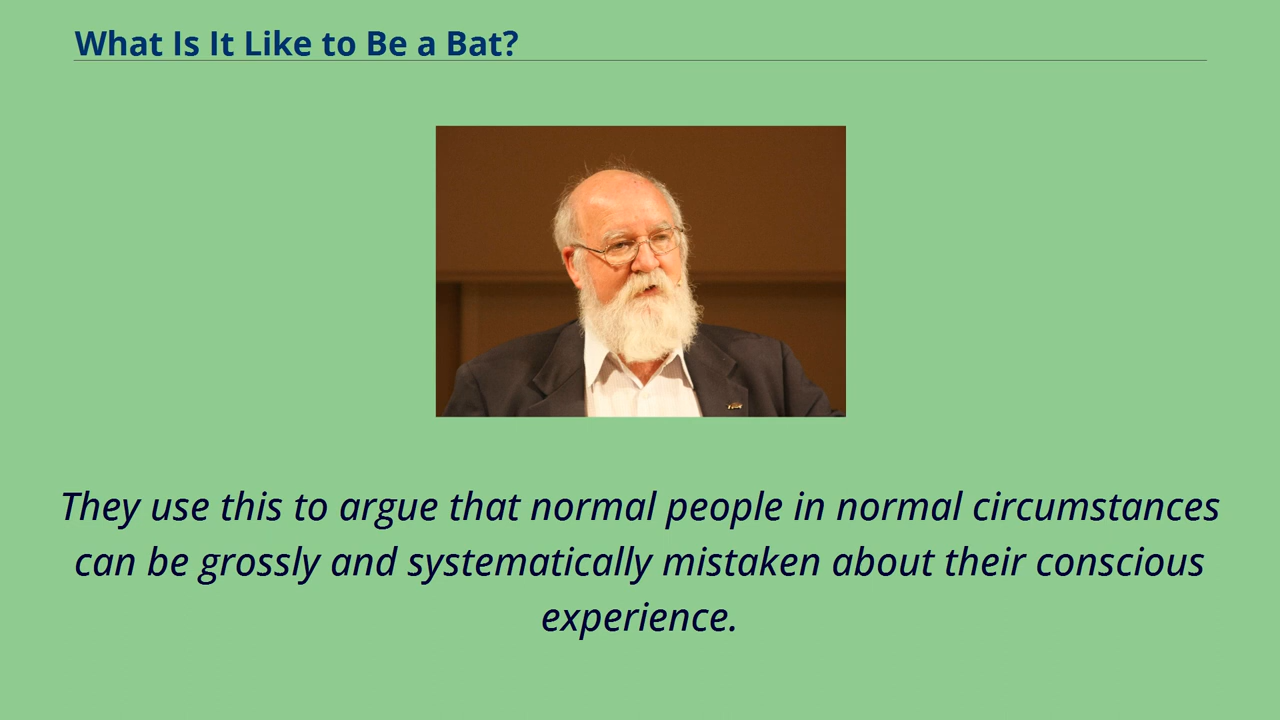 What Is It Like to Be a Bat?
They use this to argue that normal people in normal circumstances
can be grossly and systematically mistaken about their conscious
experience.